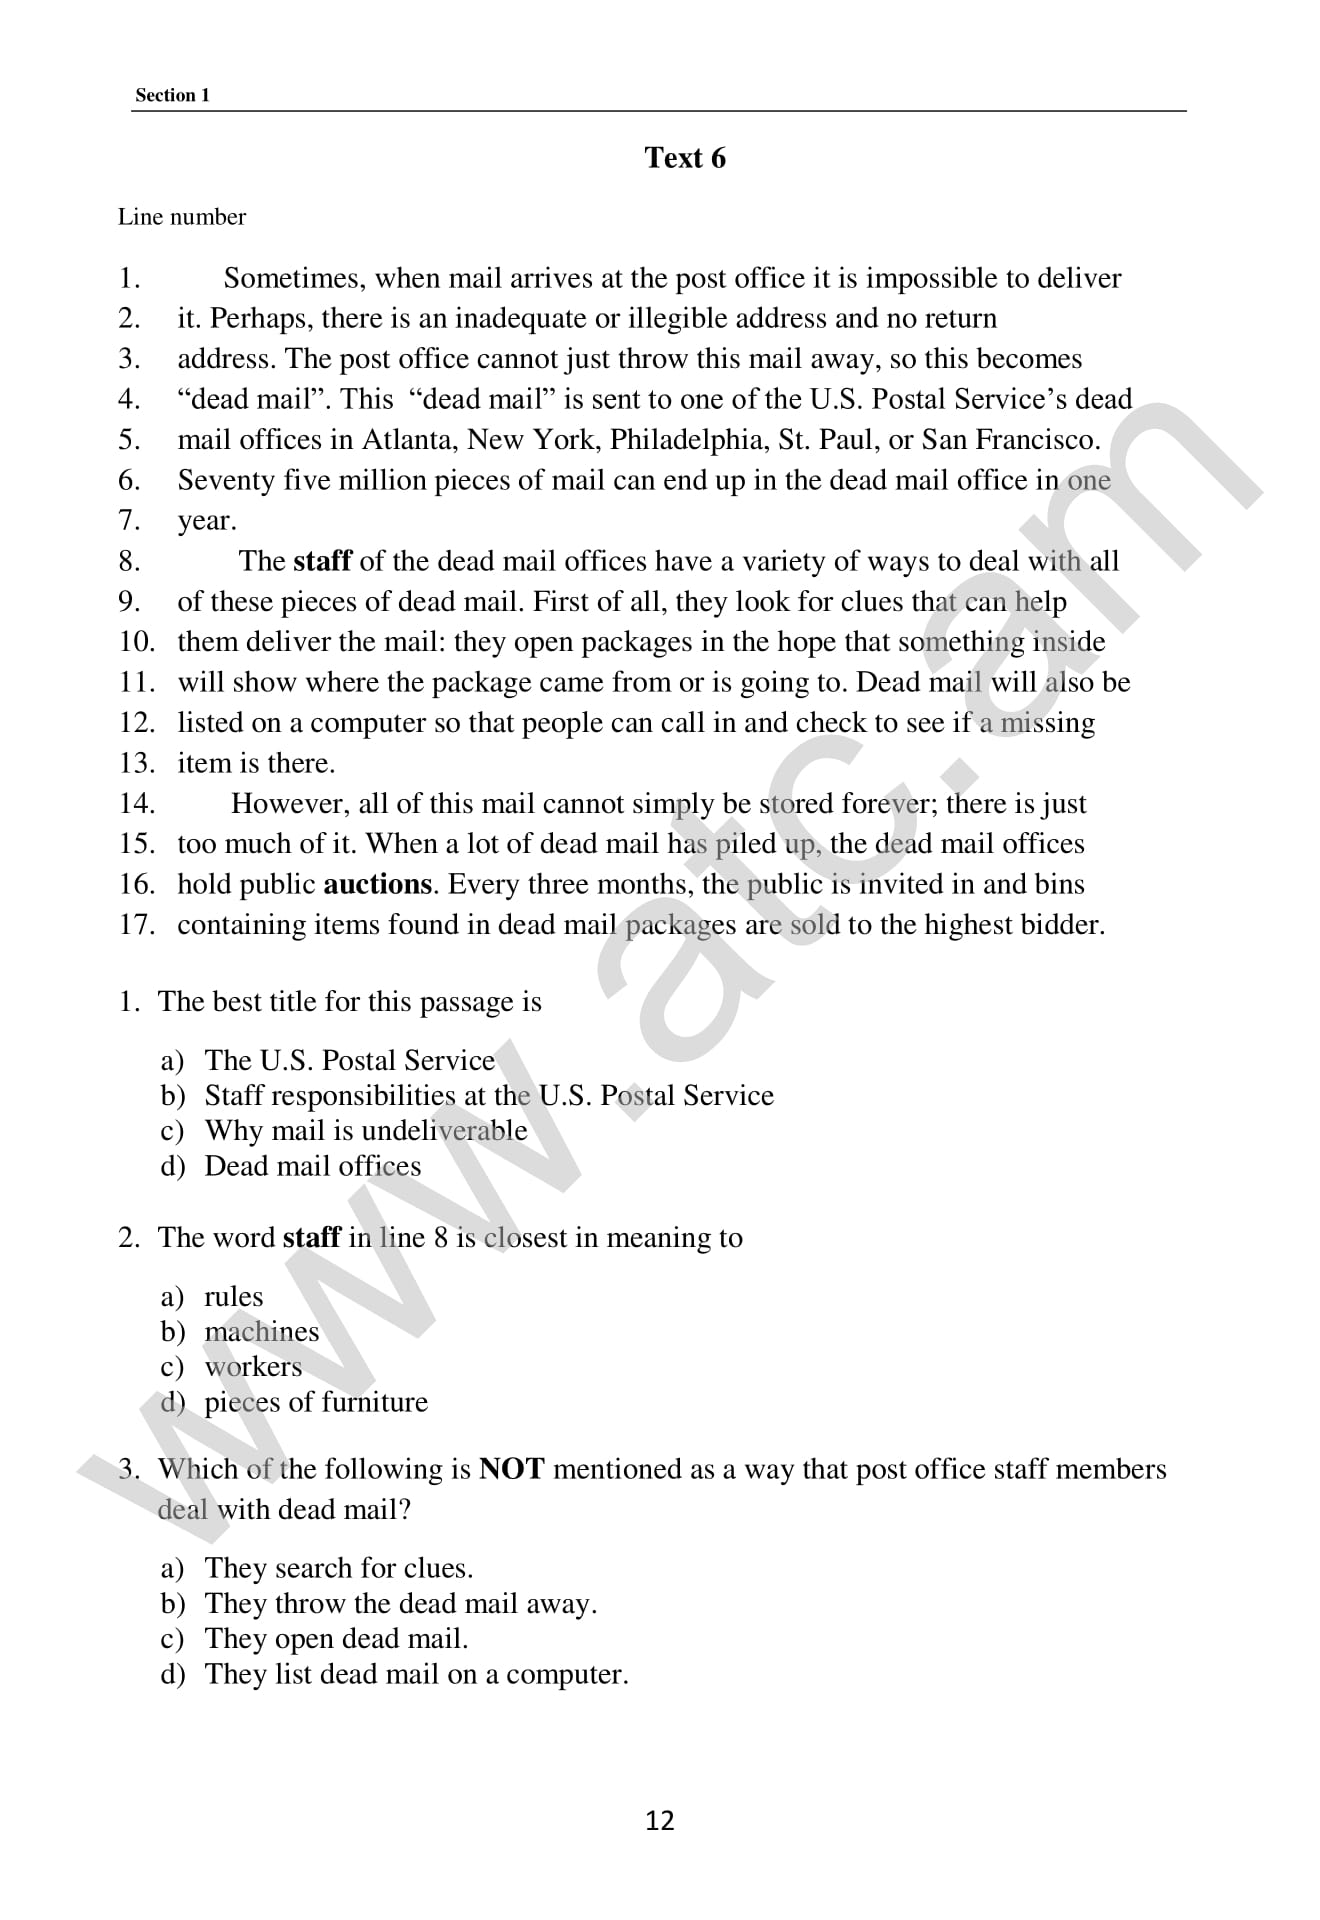 Section 1
Text 6
Line number
1. Sometimes, when mail arrives at the post office it is impossible to deliver
2. it. Perhaps, there is an inadequate or illegible address and no return
3. address. The post office cannot just throw this mail away, so this becomes
4. “dead mail”. This “dead mail” is sent to one of the U.S. Postal Service’s dead
5. mail offices in Atlanta, New York, Philadelphia, St. Paul, or San Francisco.
6. Seventy five million pieces of mail can end up in the dead mail office in one
7. year.
8. The staff of the dead mail offices have a variety of ways to deal with all
9. of these pieces of dead mail. First of all, they look for clues that can help
10. them deliver the mail: they open packages in the hope that something inside
11. will show where the package came from or is going to. Dead mail will also be
12. listed on a computer so that people can call in and check to see if a missing
13. item is there.
14. However, all of this mail cannot simply be stored forever; there is just
15. too much of it. When a lot of dead mail has piled up, the dead mail offices
16. hold public auctions. Every three months, the public is invited in and bins
17. containing items found in dead mail packages are sold to the highest bidder.
1. The best title for this passage is
a) The U.S. Postal Service
b) Staff responsibilities at the U.S. Postal Service
c) Why mail is undeliverable
d) Dead mail offices
2. The word staff in line 8 is closest in meaning to
a) rules
b) machines
c) workers
d) pieces of furniture
3. Which of the following is NOT mentioned as a way that post office staff members
deal with dead mail?
a) They search for clues.
b) They throw the dead mail away.
c) They open dead mail.
d) They list dead mail on a computer.
12
www.atc.am